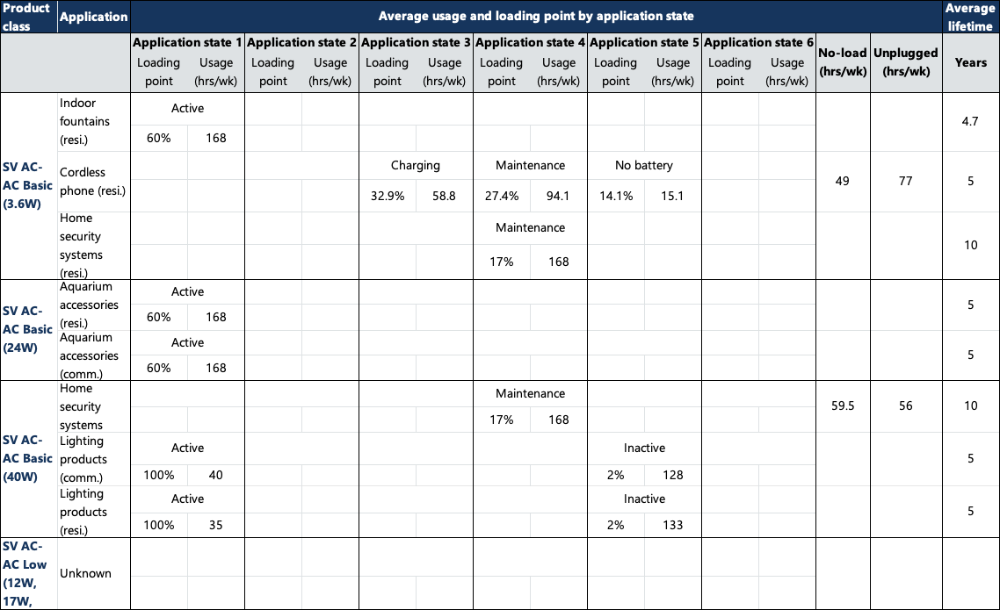 Product class Application Average usage and loading point by application state Average lifetime
Application state 1 Application state 2 Application state 3 Application state 4 Application state 5 Application state 6 No-load (hrs/wk) Unplugged (hrs/wk) Years
Loading point Usage (hrs/wk) Loading point Usage (hrs/wk) Loading point Usage (hrs/wk) Loading point Usage (hrs/wk) Loading point Usage (hrs/wk) Loading point Usage (hrs/wk)
SV AC-AC Basic (3.6W)
Indoor fountains (resi.) Active 4.7
60% 168
Cordless phone (resi.) Charging Maintenance No battery 49 77 5
32.9% 58.8 27.4% 94.1 14.1% 15.1
Home security systems (resi.) Maintenance 10
17% 168
SV AC-AC Basic (24W)
Aquarium accessories (resi.) Active 5
60% 168
Aquarium accessories (comm.) Active 5
60% 168
SV AC-AC Basic (40W)
Home security systems Maintenance 59.5 56 10
17% 168
Lighting products (comm.) Active Inactive 5
100% 40 2% 128
Lighting products (resi.) Active Inactive 5
100% 35 2% 133
SV AC-AC Low (12W, 17W, Unknown